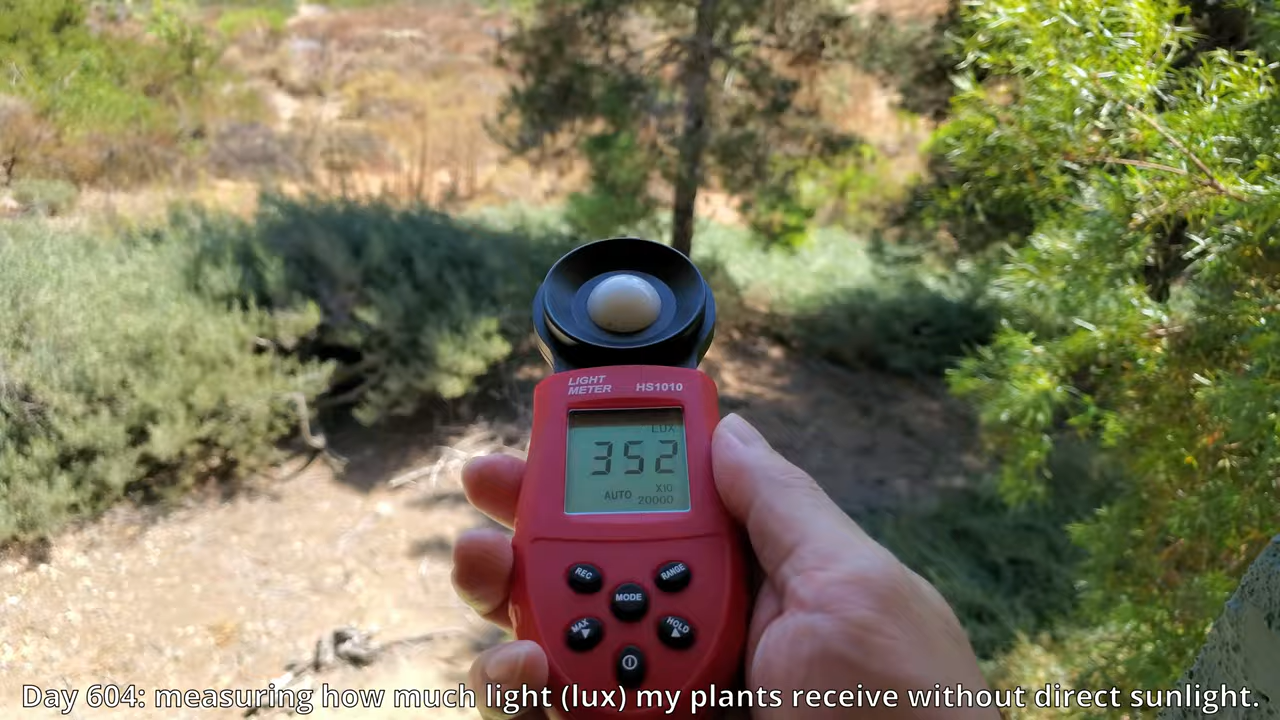 LIGHT
METER
HS1010
LUX
352
AUTO
X10
20000
REC
RANGE
MODE
MAX
HOLD
Day 604: measuring how much light (lux) my plants receive without direct sunlight.